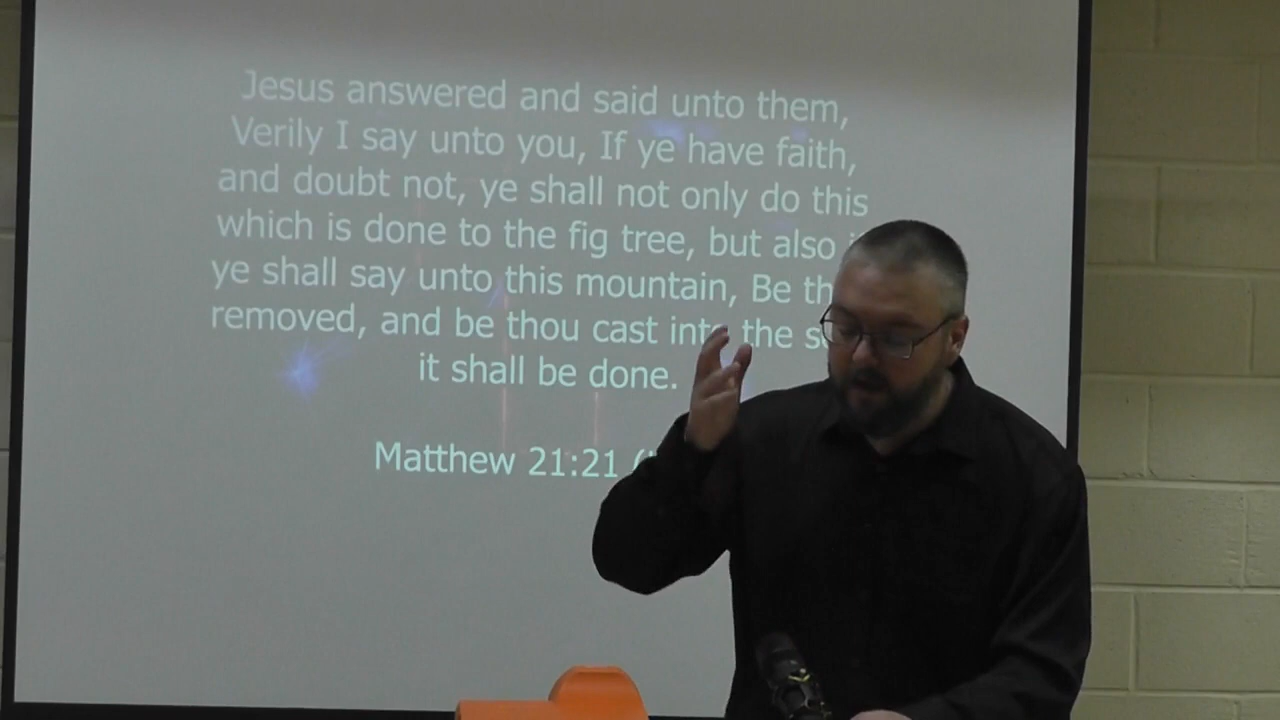 Jesus answered and said unto them,
Verily I say unto you, If ye have faith,
and doubt not, ye shall not only do this
which is done to the fig tree, but also
ye shall say unto this mountain, Be
removed, and be thou cast into the
it shall be done.
Matthew 21:21